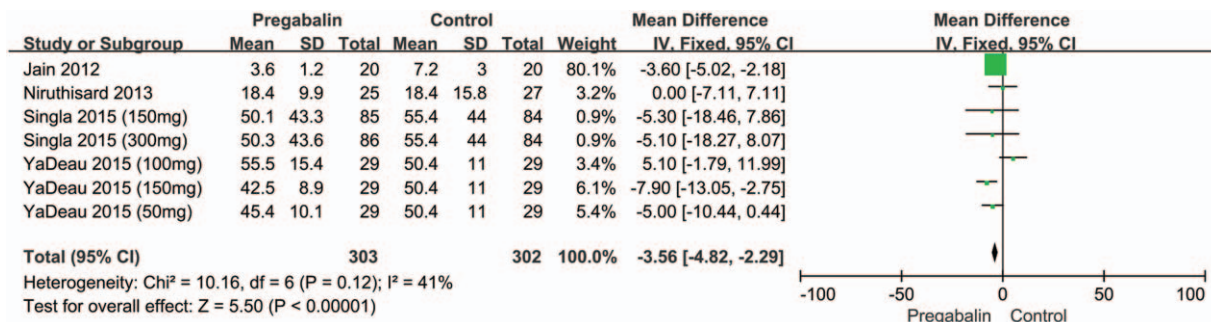 Pregabalin Control Mean Difference Mean Difference
Study or Subgroup Mean SD Total Mean SD Total Weight IV, Fixed, 95% CI IV, Fixed, 95% CI
Jain 2012 3.6 1.2 20 7.2 3 20 80.1% -3.60 [-5.02, -2.18]
Niruthisard 2013 18.4 9.9 25 18.4 15.8 27 3.2% 0.00 [-7.11, 7.11]
Singla 2015 (150mg) 50.1 43.3 85 55.4 44 84 0.9% -5.30 [-18.46, 7.86]
Singla 2015 (300mg) 50.3 43.6 86 55.4 44 84 0.9% -5.10 [-18.27, 8.07]
YaDeau 2015 (100mg) 55.5 15.4 29 50.4 11 29 3.4% 5.10 [-1.79, 11.99]
YaDeau 2015 (150mg) 42.5 8.9 29 50.4 11 29 6.1% -7.90 [-13.05, -2.75]
YaDeau 2015 (50mg) 45.4 10.1 29 50.4 11 29 5.4% -5.00 [-10.44, 0.44]
Total (95% CI) 303 302 100.0% -3.56 [-4.82, -2.29]
Heterogeneity: Chi² = 10.16, df = 6 (P = 0.12); I² = 41%
Test for overall effect: Z = 5.50 (P < 0.00001)
-100 -50 0 50 100
Pregabalin Control